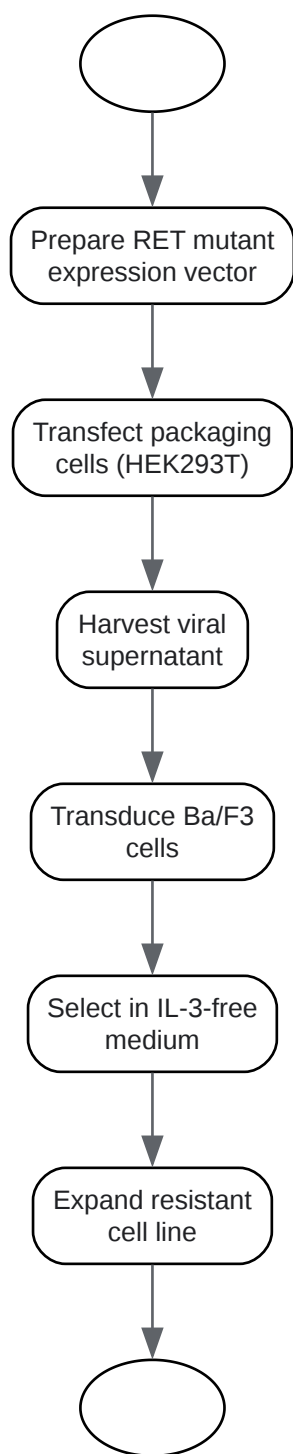 Prepare RET mutant
expression vector
Transfect packaging
cells (HEK293T)
Harvest viral
supernatant
Transduce Ba/F3
cells
Select in IL-3-free
medium
Expand resistant
cell line